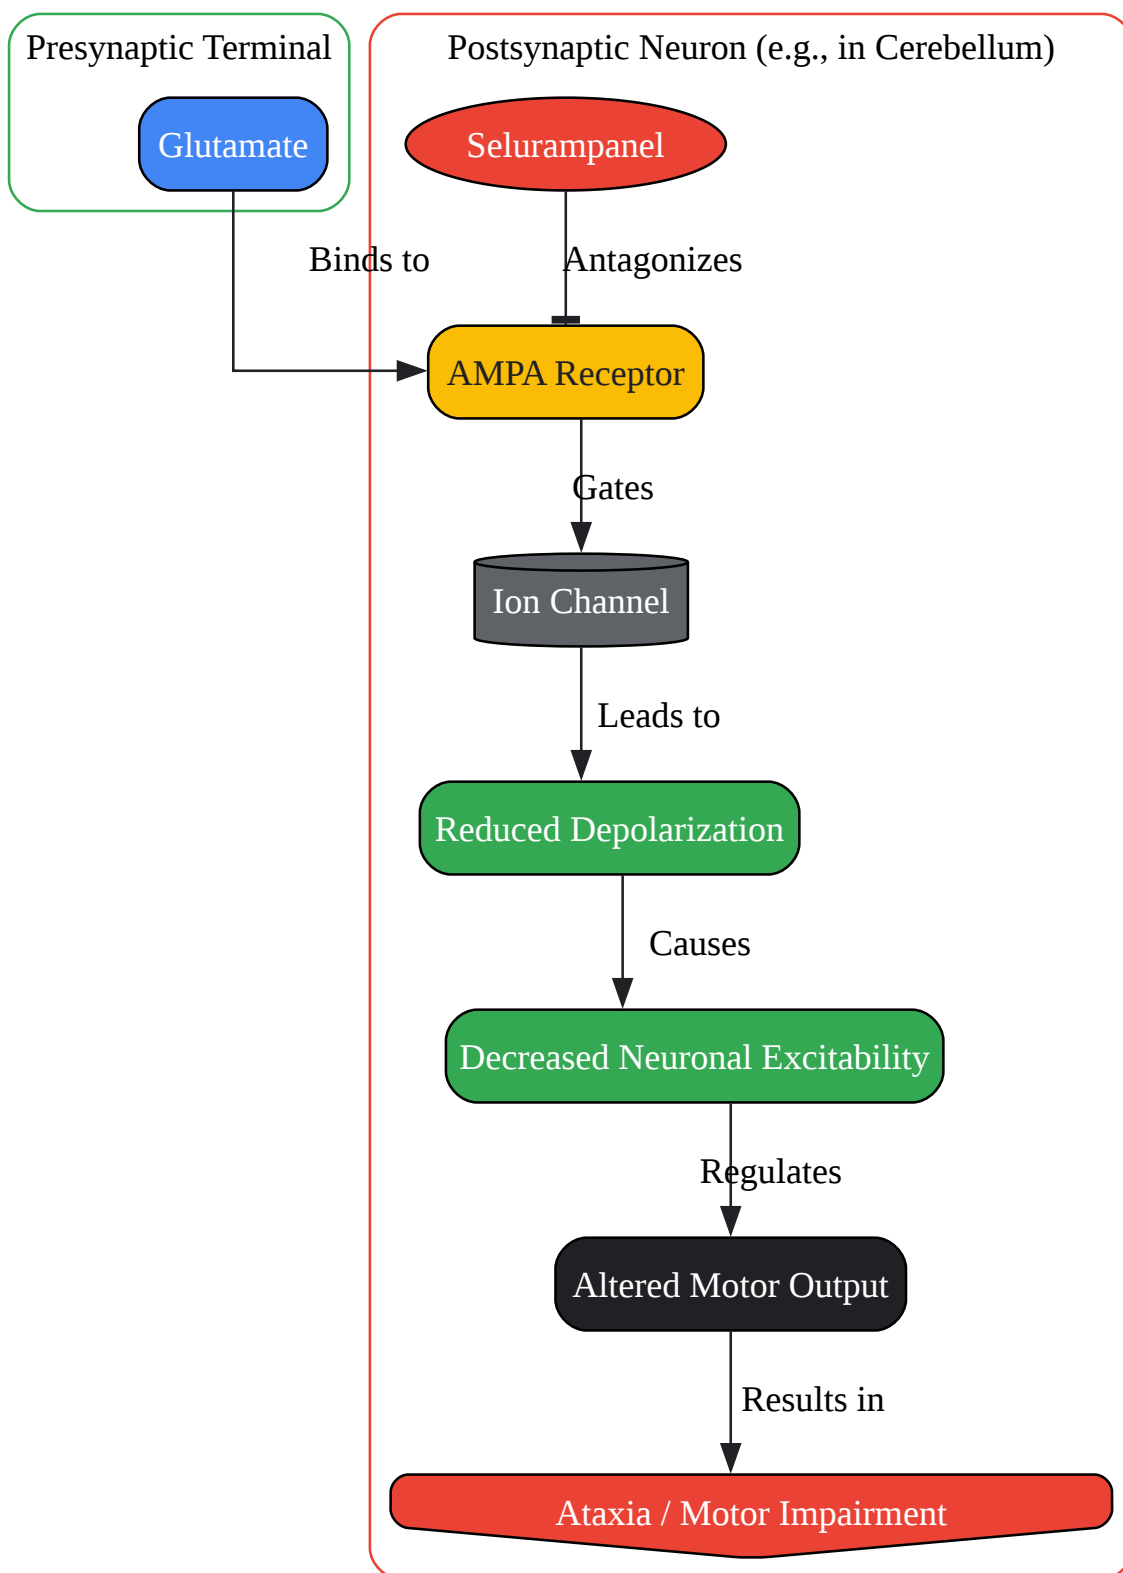 Presynaptic Terminal
Postsynaptic Neuron (e.g., in Cerebellum)
Glutamate
Selurampanel
Binds to
Antagonizes
AMPA Receptor
Gates
Ion Channel
Leads to
Reduced Depolarization
Causes
Decreased Neuronal Excitability
Regulates
Altered Motor Output
Results in
Ataxia / Motor Impairment